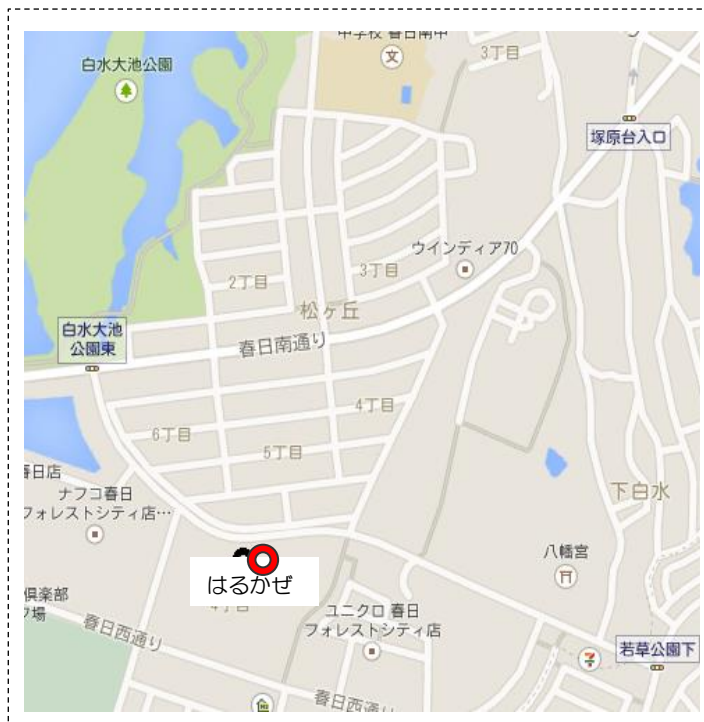 中学校 春日南中
3丁目
白水大池公園
塚原台入口
ウインディア70
3丁目
2丁目
松ヶ丘
白水大池
公園東
春日南通り
4丁目
6丁目
5丁目
春日店
ナフコ春日
フォレストシティ店…
下白水
八幡宮
はるかぜ
倶楽部
ユニクロ 春日
フォレストシティ店
春日西通り
若草公園下
春日西通り